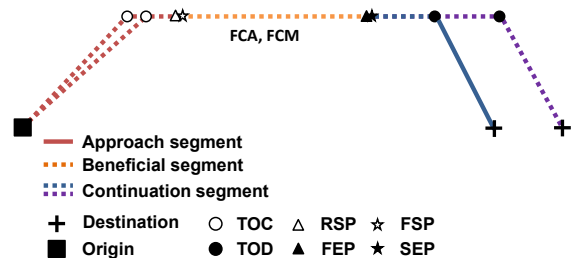 FCA, FCM
Approach segment
Beneficial segment
Continuation segment
Destination TOC RSP FSP
Origin TOD FEP SEP